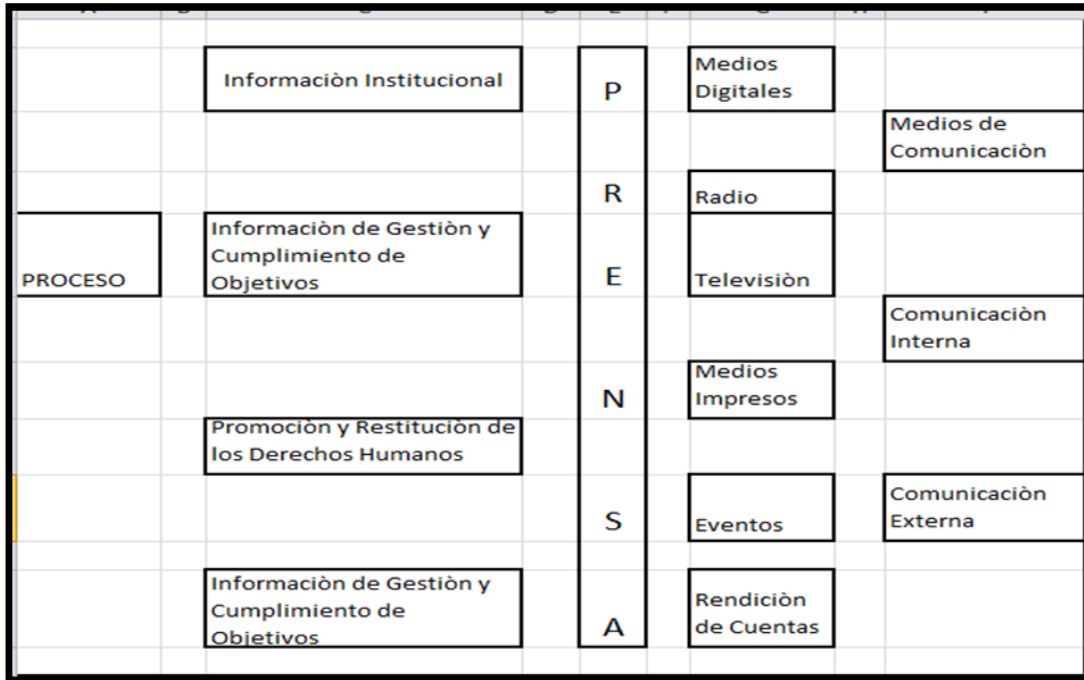 PROCESO
Informaciòn Institucional
Informaciòn de Gestiòn y
Cumplimiento de
Objetivos
Promociòn y Restituciòn de
los Derechos Humanos
Informaciòn de Gestiòn y
Cumplimiento de
Objetivos
P
R
E
N
S
A
Medios
Digitales
Radio
Televisiòn
Medios
Impresos
Eventos
Rendiciòn
de Cuentas
Medios de
Comunicaciòn
Comunicaciòn
Interna
Comunicaciòn
Externa